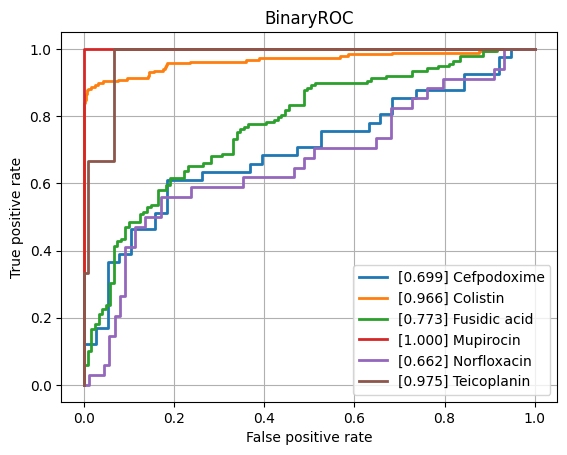 BinaryROC
True positive rate
1.0
0.8
0.6
0.4
0.2
0.0
[0.699] Cefpodoxime
[0.966] Colistin
[0.773] Fusidic acid
[1.000] Mupirocin
[0.662] Norfloxacin
[0.975] Teicoplanin
0.0 0.2 0.4 0.6 0.8 1.0
False positive rate